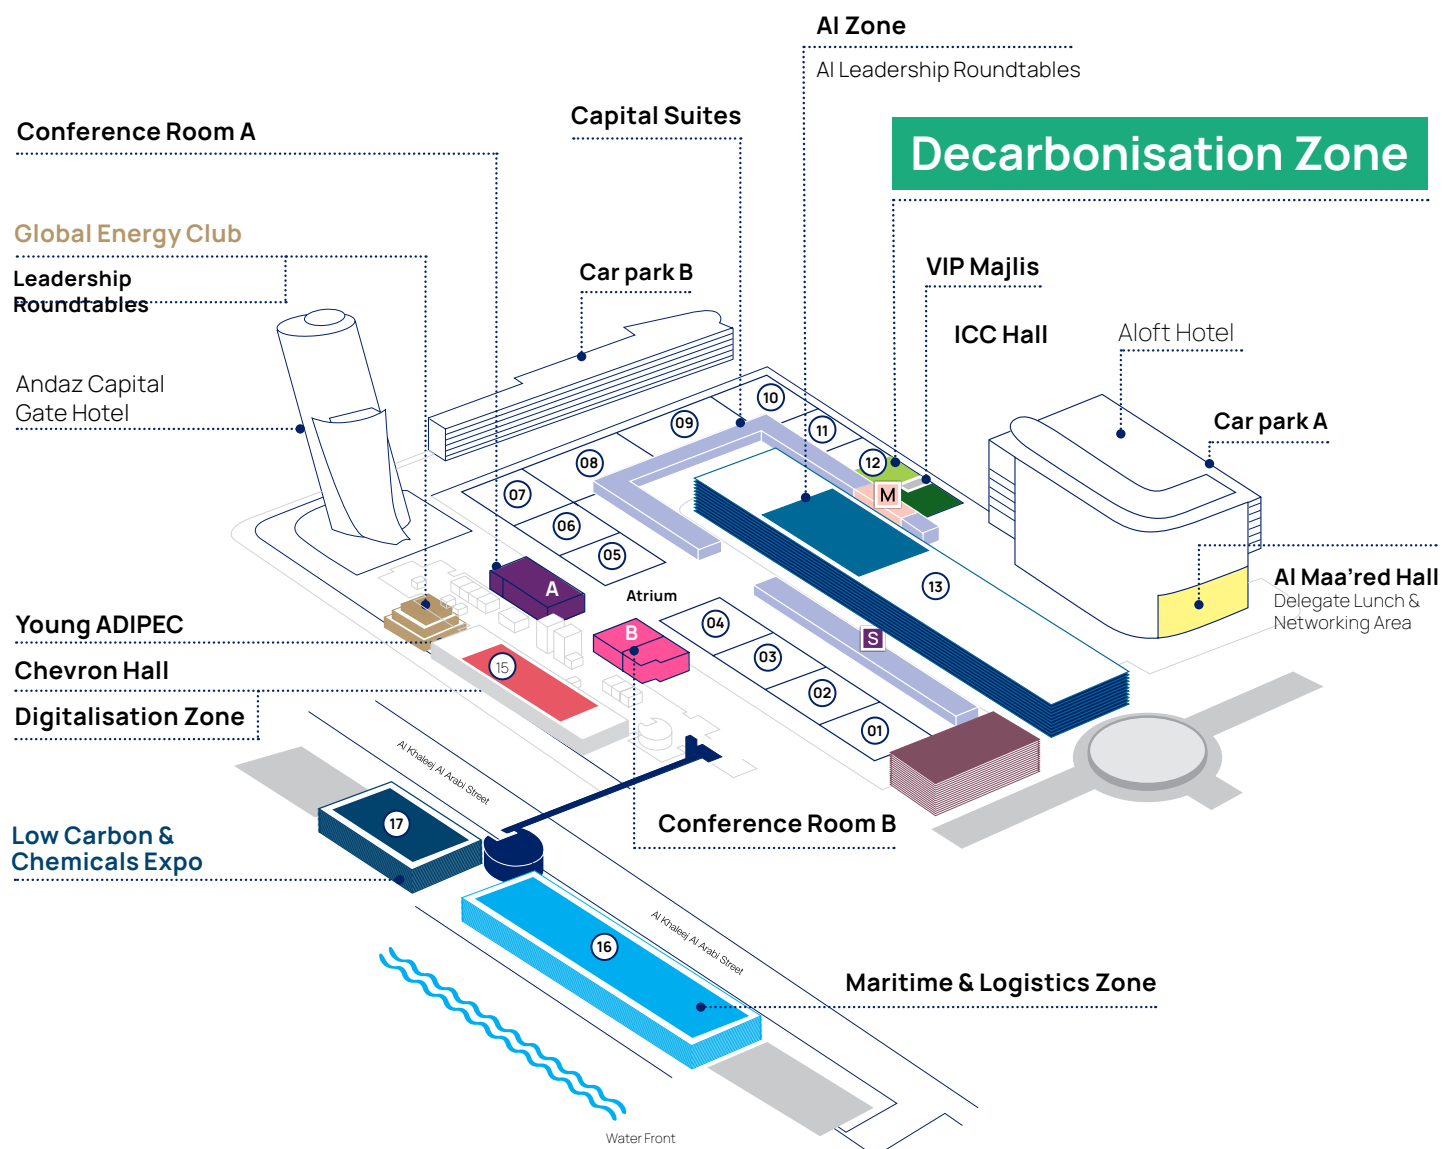 AI Zone
AI Leadership Roundtables
Capital Suites
Conference Room A
Decarbonisation Zone
Global Energy Club
Leadership
Roundtables
Car park B
VIP Majlis
ICC Hall
Aloft Hotel
Andaz Capital
Gate Hotel
Car park A
10
11
09
12
08
M
07
06
05
A
13
Atrium
Al Maa'red Hall
Delegate Lunch &
Networking Area
Young ADIPEC
B
04
S
03
15
Chevron Hall
02
Digitalisation Zone
01
Al Khaleej Al Arabi Street
17
Conference Room B
Low Carbon &
Chemicals Expo
16
Al Khaleej Al Arabi Street
Maritime & Logistics Zone
Water Front